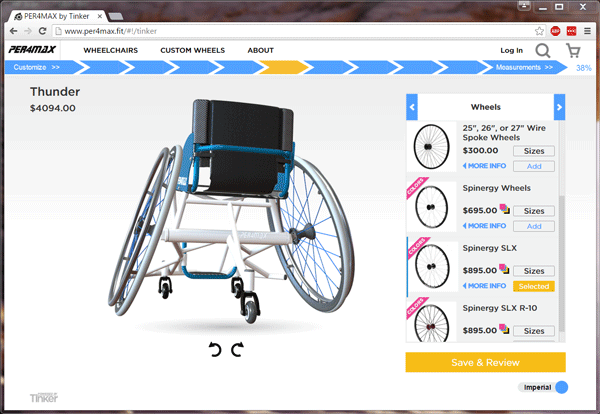 PER4MAX by Tinker
www.per4max.fit/#!/tinker
PER4MAX
WHEELCHAIRS
CUSTOM WHEELS
ABOUT
Log In
Customize >>
Measurements >>
38%
Thunder
$4094.00
Wheels
25", 26", or 27" Wire
Spoke Wheels
$300.00
Sizes
MORE INFO
Add
COLORS
Spinergy Wheels
$695.00
Sizes
MORE INFO
Add
COLORS
Spinergy SLX
$895.00
Sizes
MORE INFO
Selected
COLORS
Spinergy SLX R-10
$895.00
Sizes
Save & Review
Imperial
POWERED BY
Tinker